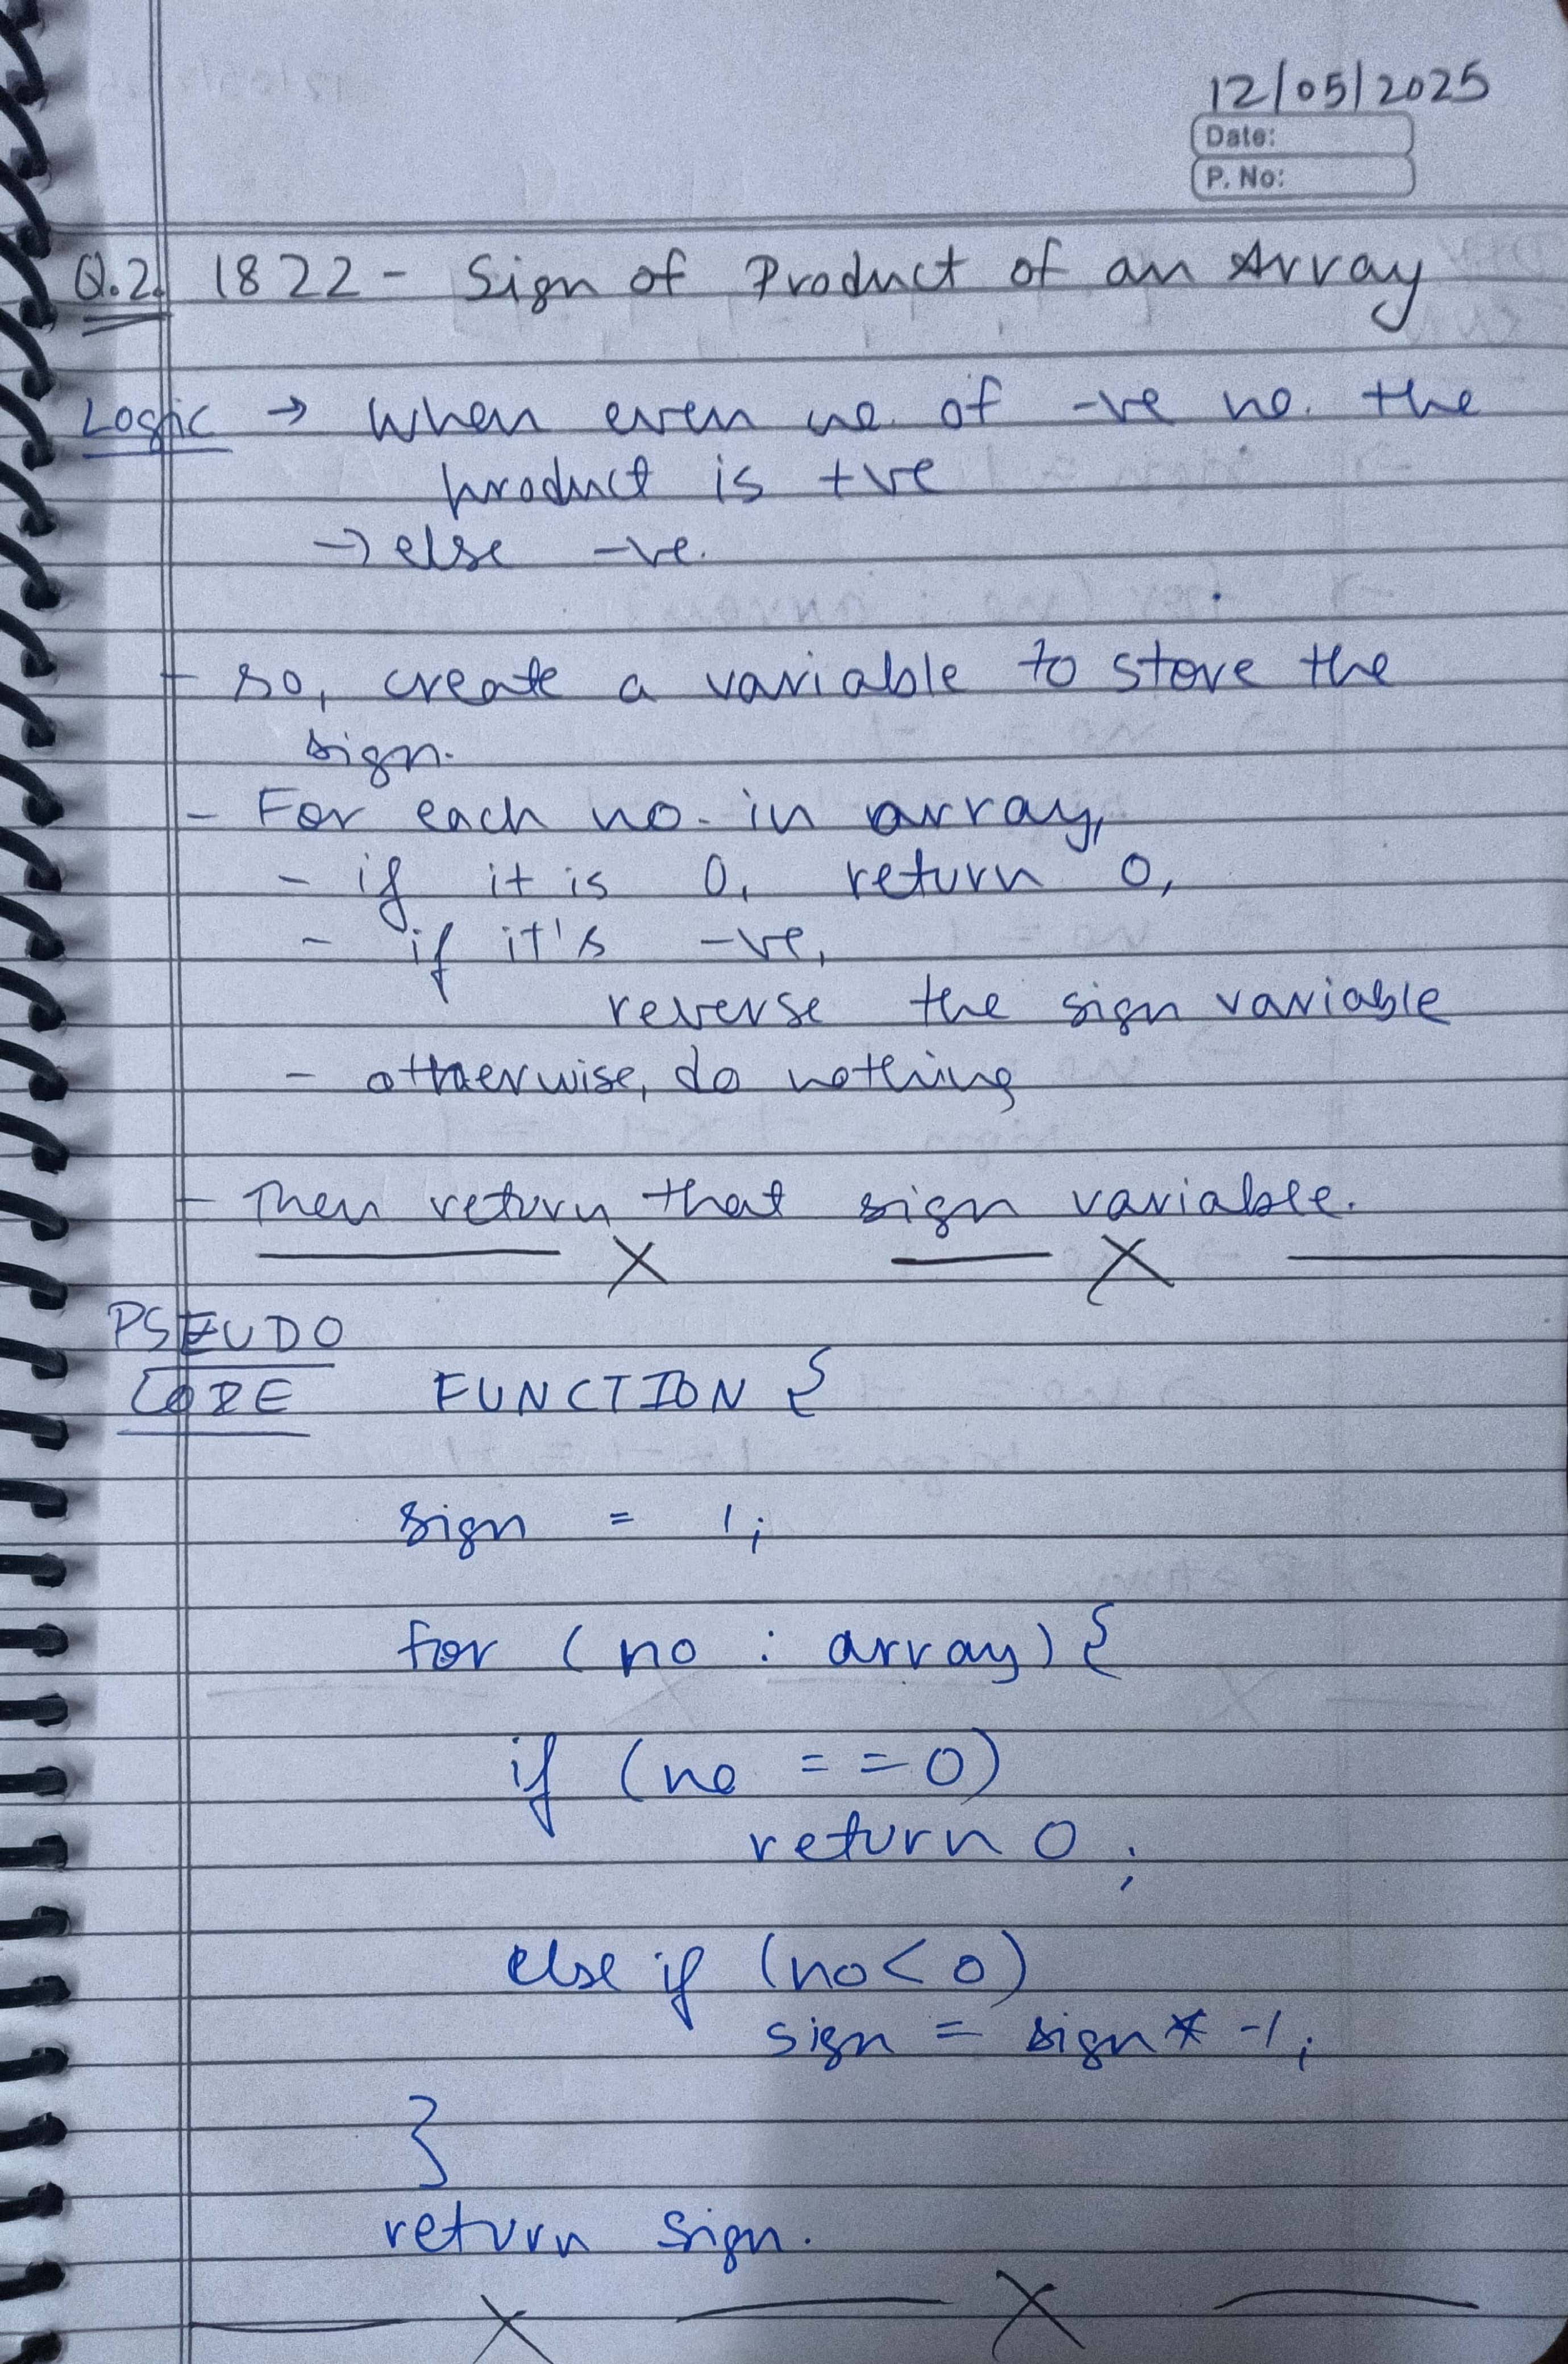 12/05/2025
Date:
P. No:
Q.2. 1822 - Sign of Product of an Array
Logic → When even no. of -ve no. the
product is +ve
→ else -ve.
- so, create a variable to store the
sign.
- For each no. in array,
- if it is 0, return 0,
- if it's -ve,
reverse the sign variable
- otherwise, do nothing
- Then return that sign variable.
X X
PSEUDO
CODE FUNCTION {
sign = 1;
for (no : array) {
if (no == 0)
return 0;
else if (no < 0)
sign = sign * -1;
}
return sign.
X X